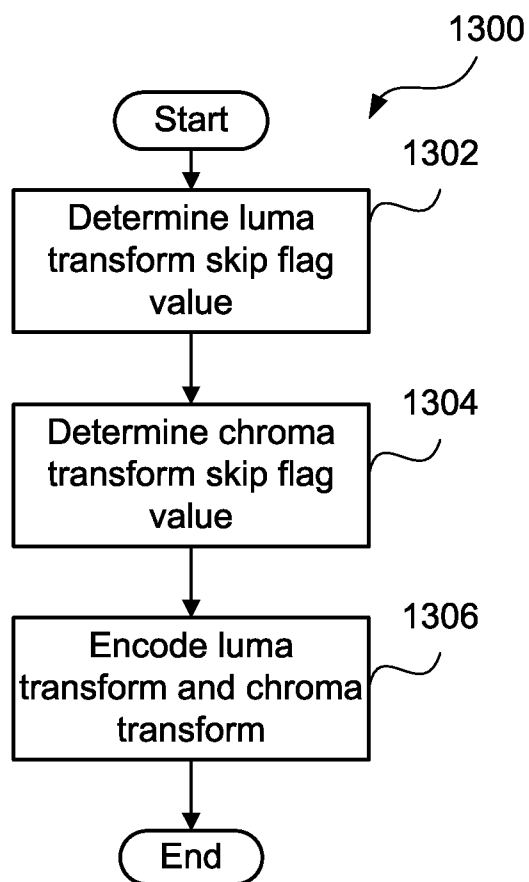 1300
Start
1302
Determine luma
transform skip flag
value
1304
Determine chroma
transform skip flag
value
1306
Encode luma
transform and chroma
transform
End